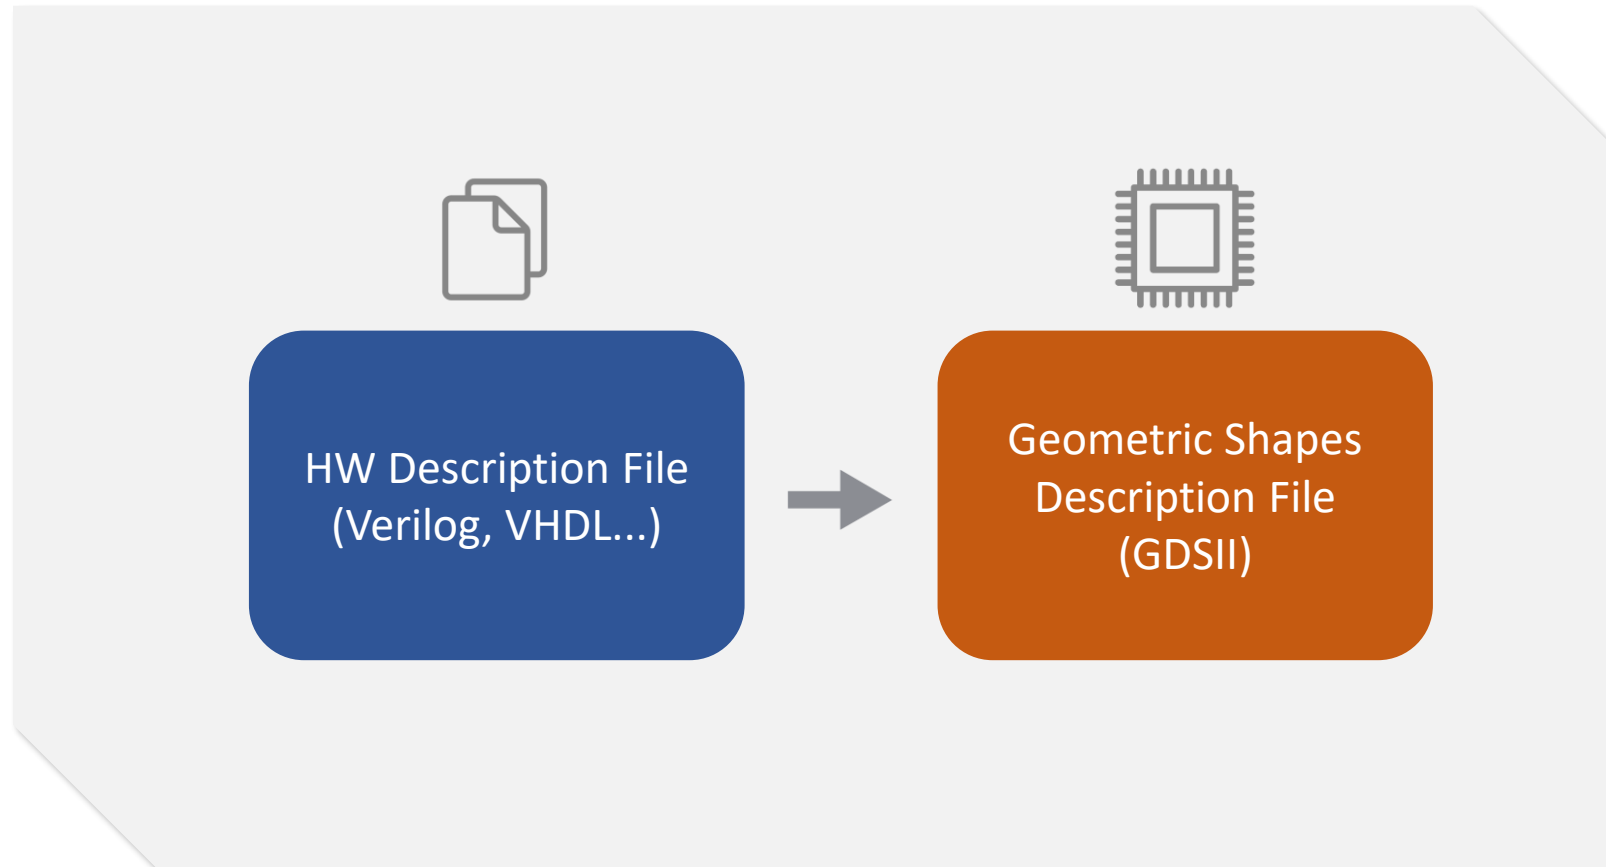 HW Description File
(Verilog, VHDL...)
Geometric Shapes
Description File
(GDSII)